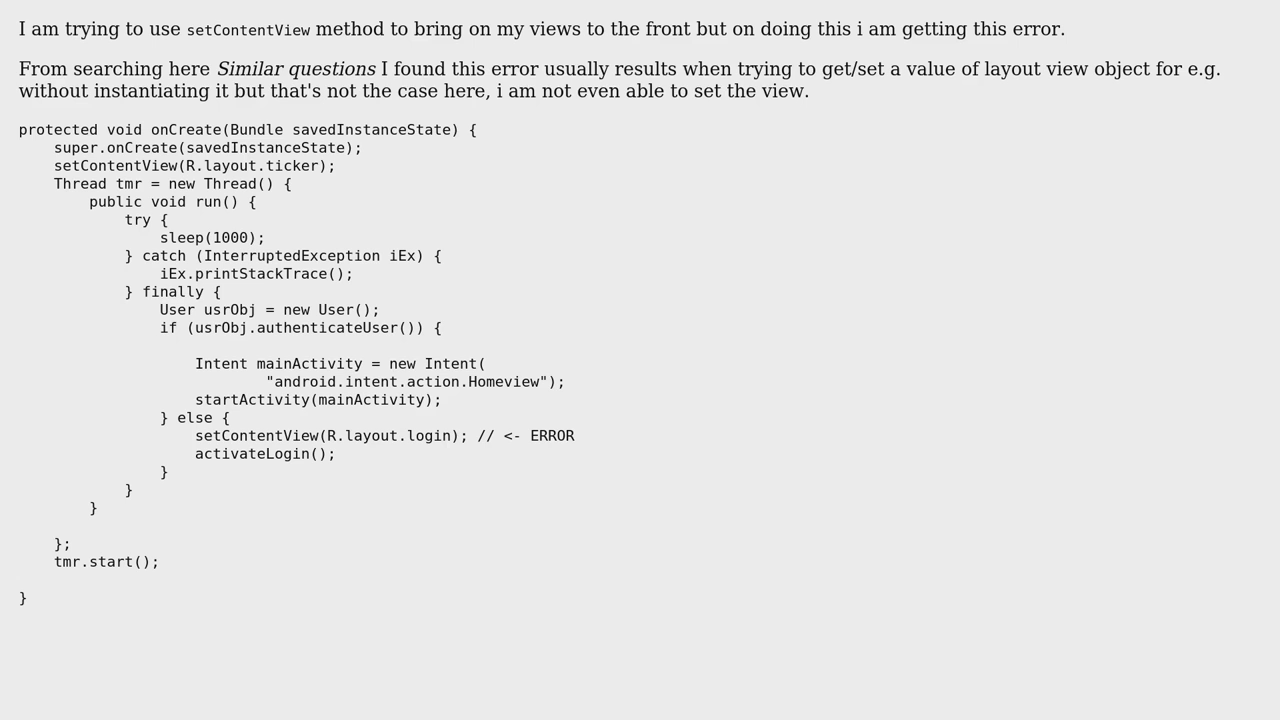 I am trying to use setContentView method to bring on my views to the front but on doing this i am getting this error.
From searching here Similar questions I found this error usually results when trying to get/set a value of layout view object for e.g.
without instantiating it but that's not the case here, i am not even able to set the view.
protected void onCreate(Bundle savedInstanceState) {
    super.onCreate(savedInstanceState);
    setContentView(R.layout.ticker);
    Thread tmr = new Thread() {
        public void run() {
            try {
                sleep(1000);
            } catch (InterruptedException iEx) {
                iEx.printStackTrace();
            } finally {
                User usrObj = new User();
                if (usrObj.authenticateUser()) {

                    Intent mainActivity = new Intent(
                            "android.intent.action.Homeview");
                    startActivity(mainActivity);
                } else {
                    setContentView(R.layout.login); // <- ERROR
                    activateLogin();
                }
            }
        }

    };
    tmr.start();

}